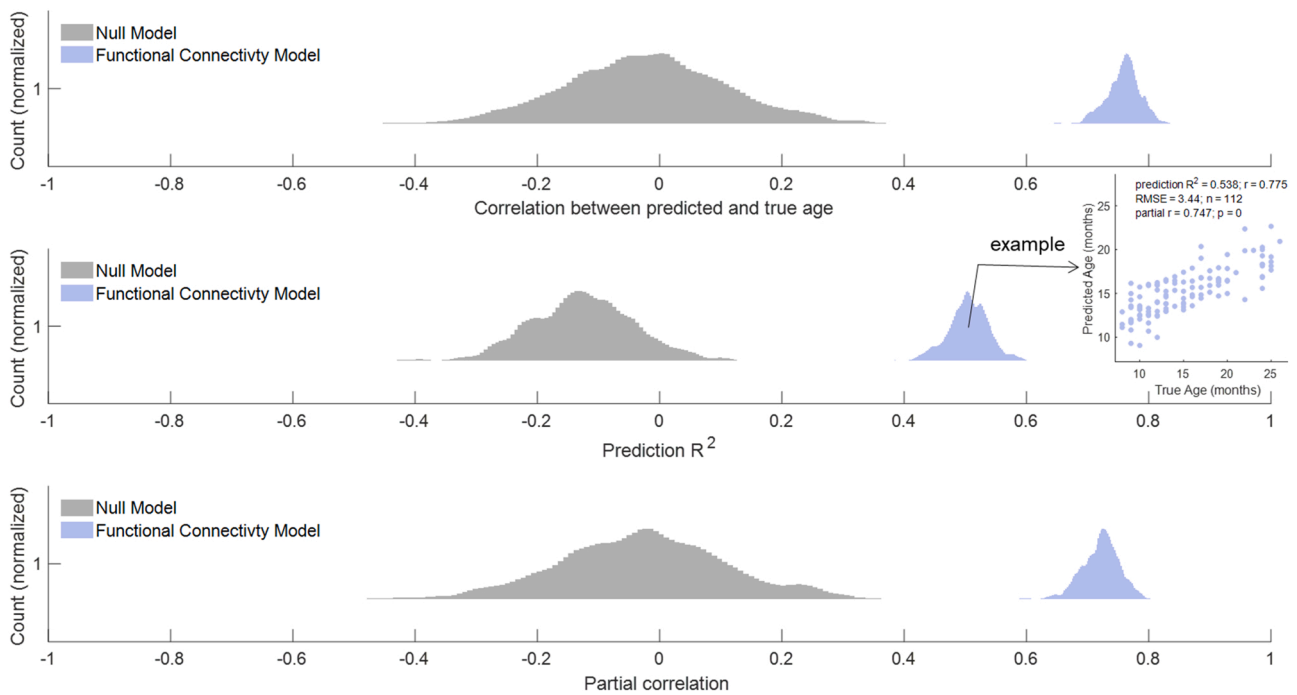 Count (normalized)
1
Null Model
Functional Connectivty Model
-1 -0.8 -0.6 -0.4 -0.2 0 0.2 0.4 0.6 0.8 1
Correlation between predicted and true age
Count (normalized)
1
Null Model
Functional Connectivty Model
example
prediction R² = 0.538; r = 0.775
RMSE = 3.44; n = 112
partial r = 0.747; p = 0
Predicted Age (months)
25
20
15
10
10 15 20 25
True Age (months)
-1 -0.8 -0.6 -0.4 -0.2 0 0.2 0.4 0.6 0.8 1
Prediction R²
Count (normalized)
1
Null Model
Functional Connectivty Model
-1 -0.8 -0.6 -0.4 -0.2 0 0.2 0.4 0.6 0.8 1
Partial correlation